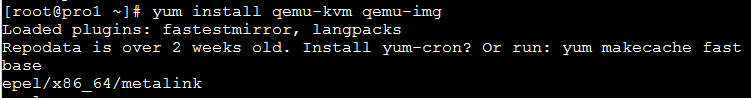 [root@pro1 ~]# yum install qemu-kvm qemu-img
Loaded plugins: fastestmirror, langpacks
Repodata is over 2 weeks old. Install yum-cron? Or run: yum makecache fast
base
epel/x86_64/metalink